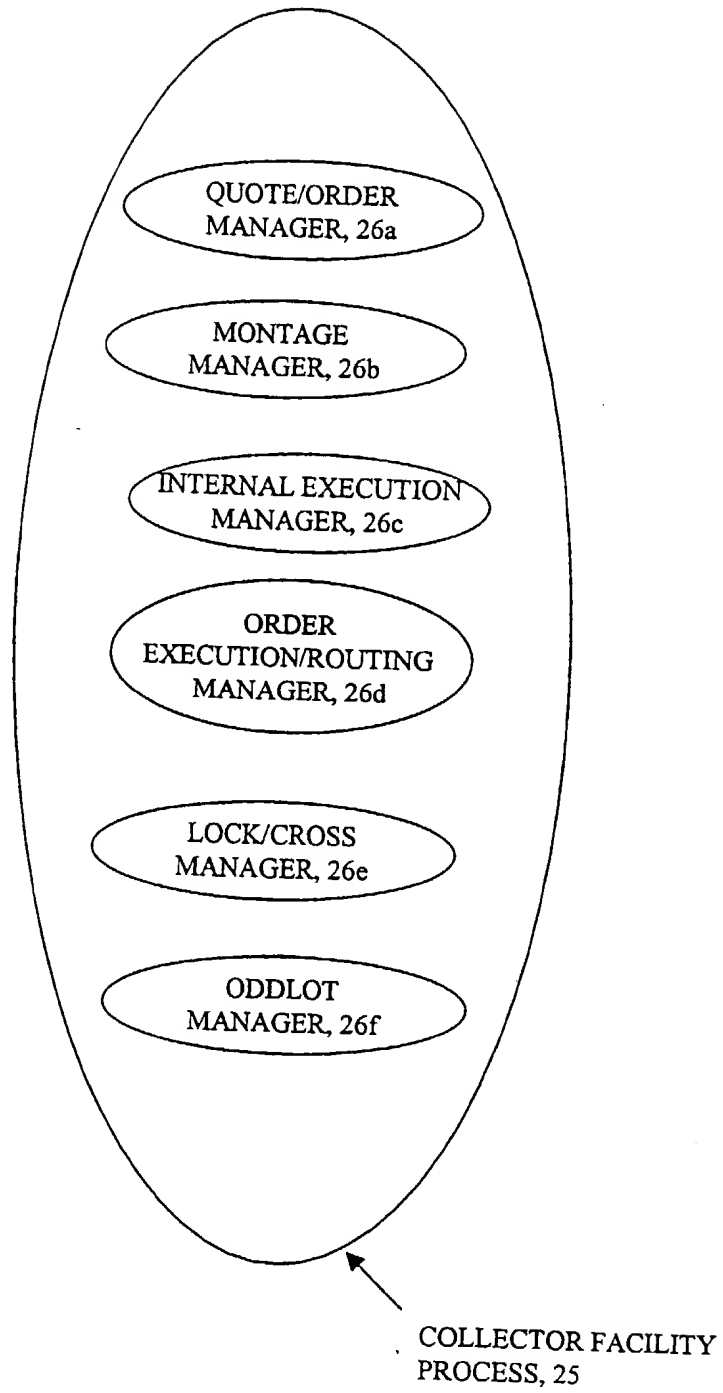 QUOTE/ORDER
MANAGER, 26a
MONTAGE
MANAGER, 26b
INTERNAL EXECUTION
MANAGER, 26c
ORDER
EXECUTION/ROUTING
MANAGER, 26d
LOCK/CROSS
MANAGER, 26e
ODDLOT
MANAGER, 26f
COLLECTOR FACILITY
PROCESS, 25